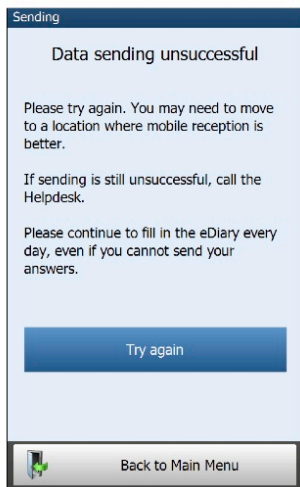 Sending
Data sending unsuccessful
Please try again. You may need to move
to a location where mobile reception is
better.
If sending is still unsuccessful, call the
Helpdesk.
Please continue to fill in the eDiary every
day, even if you cannot send your
answers.
Try again
Back to Main Menu